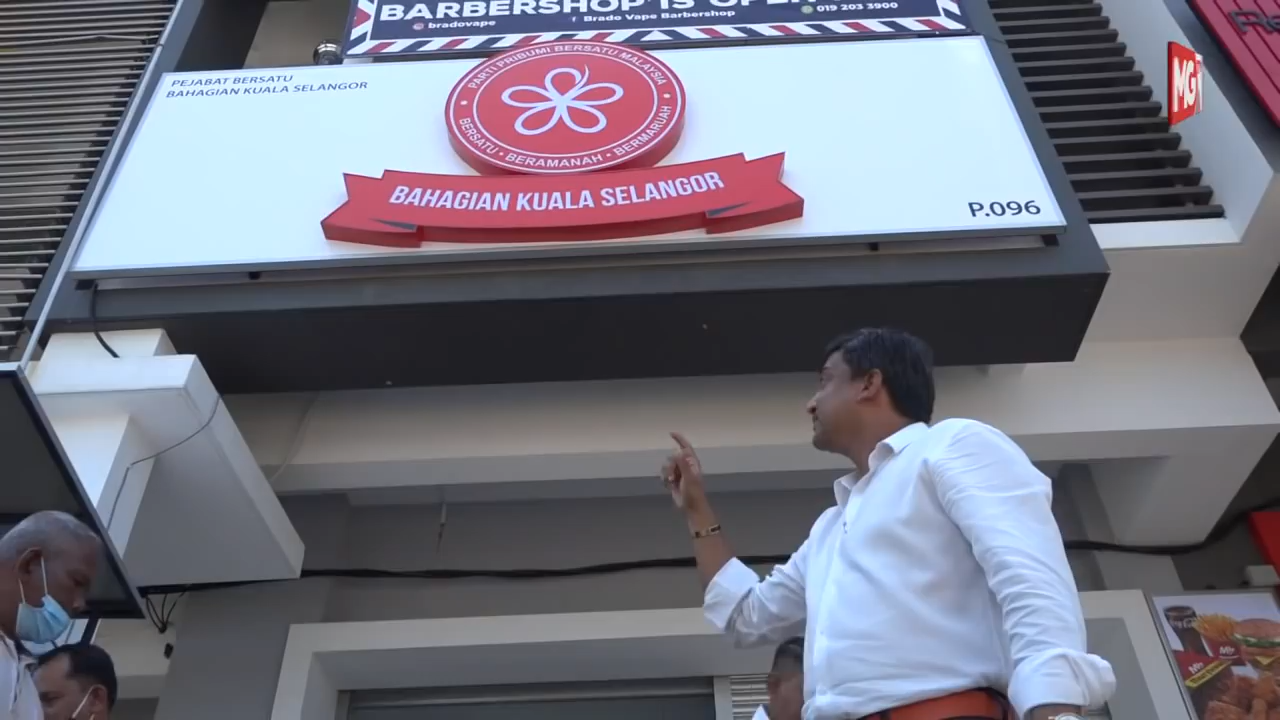 BARBERSHOP IS OPEN
bradovape
Brado Vape Barbershop
019 203 3900
PEJABAT BERSATU
BAHAGIAN KUALA SELANGOR
PARTI PRIBUMI BERSATU MALAYSIA
BERSATU • BERAMANAH • BERMARUAH
BAHAGIAN KUALA SELANGOR
P.096
MG